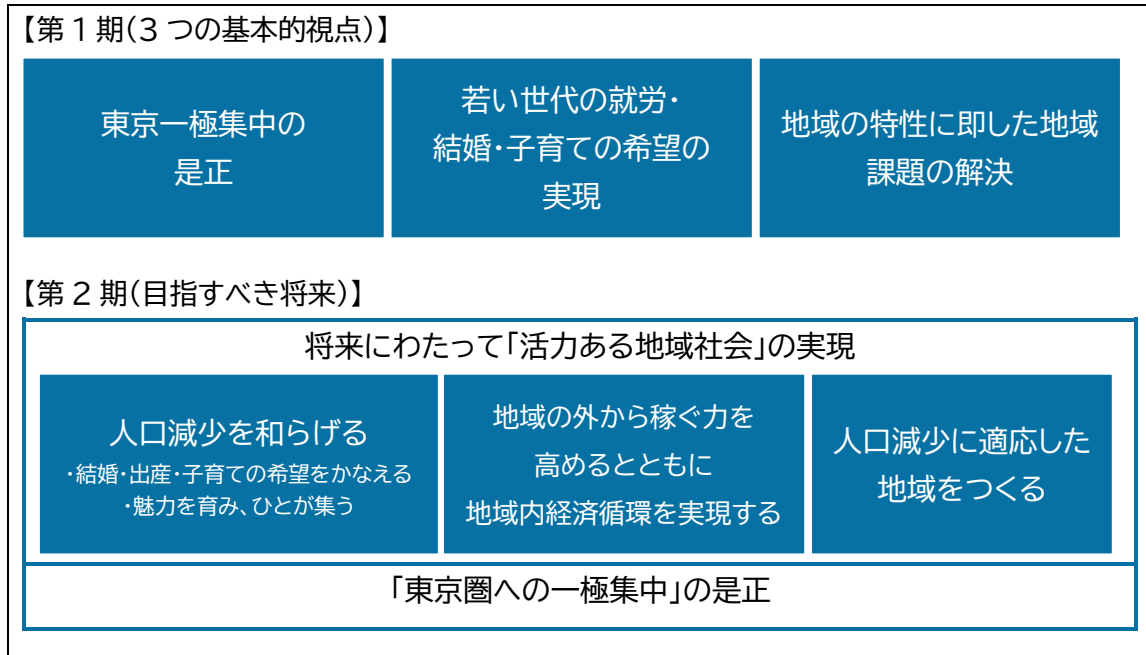 【第1期(3つの基本的視点)】
東京一極集中の
是正
若い世代の就労・
結婚・子育ての希望の
実現
地域の特性に即した地域
課題の解決
【第2期(目指すべき将来)】
将来にわたって「活力ある地域社会」の実現
人口減少を和らげる
・結婚・出産・子育ての希望をかなえる
・魅力を育み、ひとが集う
地域の外から稼ぐ力を
高めるとともに
地域内経済循環を実現する
人口減少に適応した
地域をつくる
「東京圏への一極集中」の是正